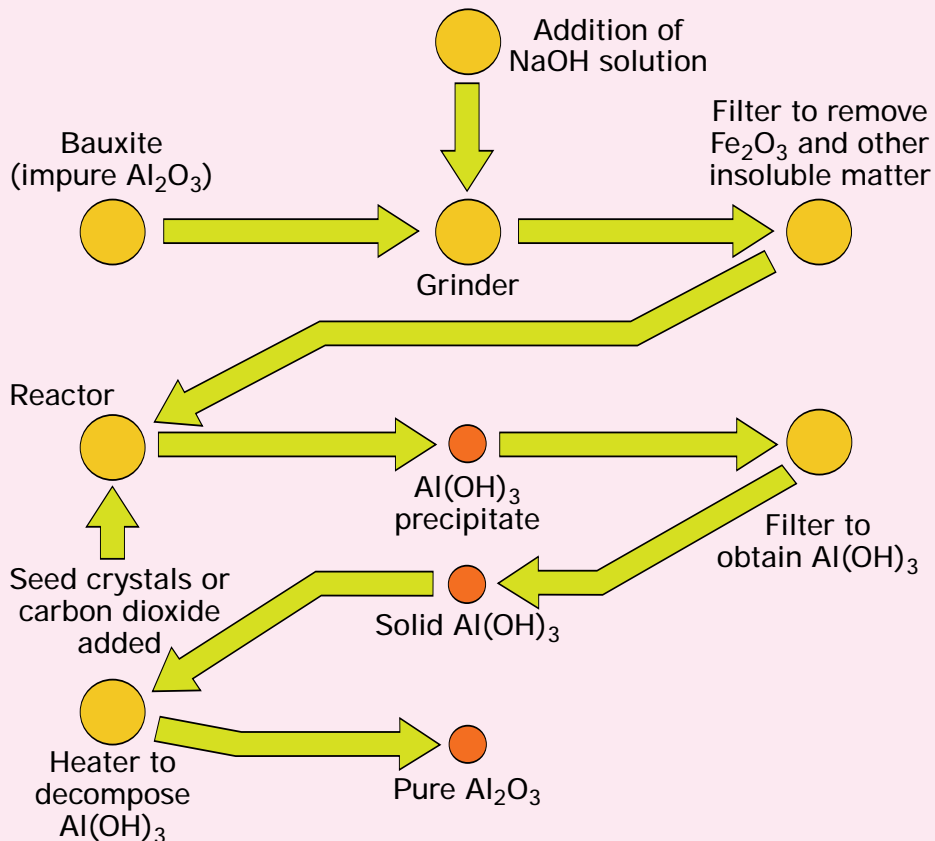 Addition of
NaOH solution
Bauxite
(impure Al₂O₃)
Filter to remove
Fe₂O₃ and other
insoluble matter
Grinder
Reactor
Al(OH)₃
precipitate
Filter to
obtain Al(OH)₃
Seed crystals or
carbon dioxide
added
Solid Al(OH)₃
Heater to
decompose
Al(OH)₃
Pure Al₂O₃